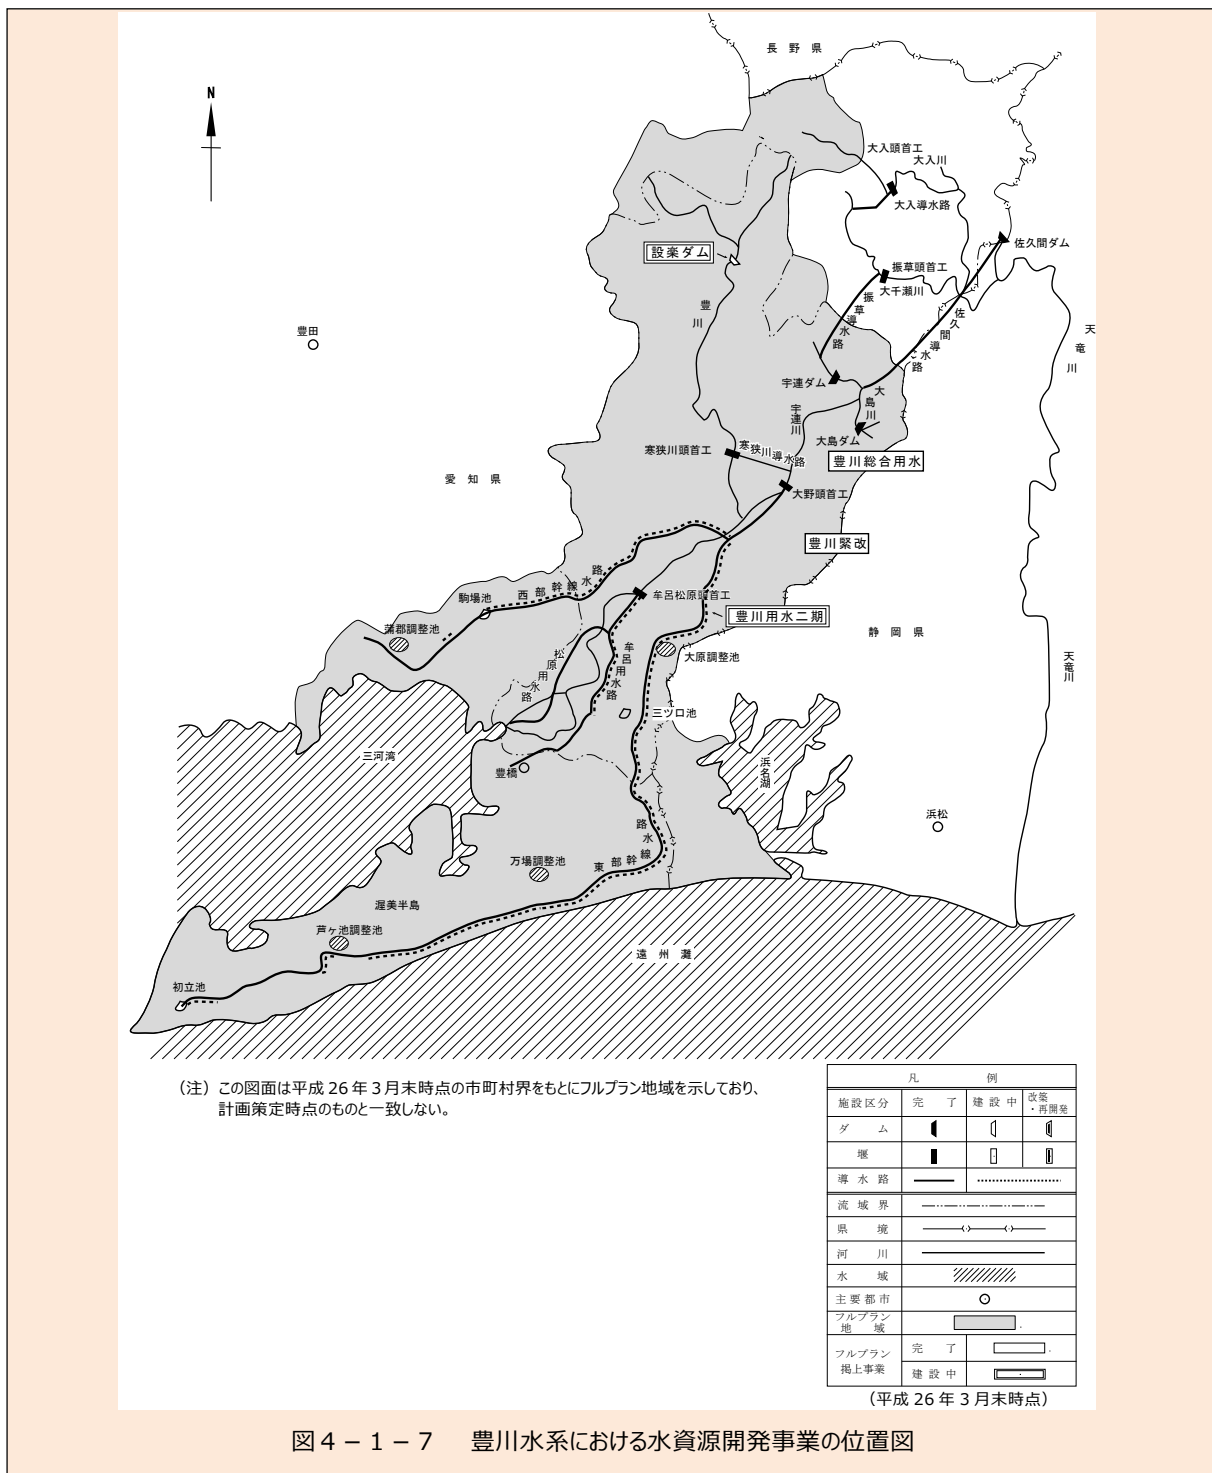 長野県
N
大入頭首工
大入川
大入導水路
佐久間ダム
設楽ダム
振草頭首工
大千瀬川
豊川
振草導水路
佐久間導水路
豊田
天竜川
宇連ダム
大島川
宇連川
大島ダム
寒狭川頭首工
寒狭川導水路
豊川総合用水
愛知県
大野頭首工
豊川緊改
西部幹線水路
駒場池
牟呂松原頭首工
豊川用水二期
蒲郡調整池
静岡県
松原用水路
牟呂用水路
大原調整池
天竜川
三ツ口池
三河湾
豊橋
浜名湖
浜松
東部幹線水路
万場調整池
渥美半島
芦ヶ池調整池
遠州灘
初立池
(注) この図面は平成26年3月末時点の市町村界をもとにフルプラン地域を示しており、
計画策定時点のものと一致しない。
凡例
施設区分 完了 建設中 改築・再開発
ダム
堰
導水路
流域界
県境
河川
水域
主要都市
フルプラン地域
フルプラン掲上事業 完了
建設中
(平成26年3月末時点)
図4-1-7 豊川水系における水資源開発事業の位置図